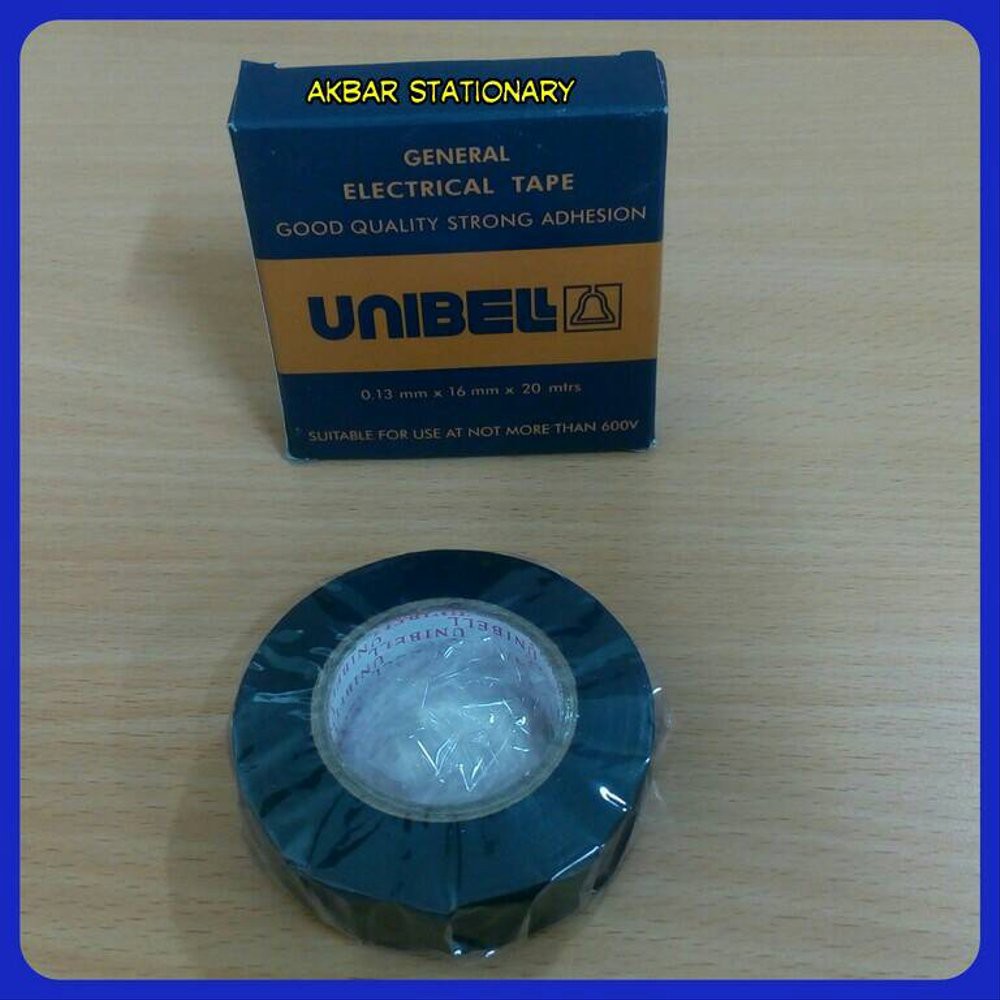 AKBAR STATIONARY
GENERAL
ELECTRICAL TAPE
GOOD QUALITY STRONG ADHESION
UNIBELL
0,13 mm x 16 mm x 20 mtrs
SUITABLE FOR USE AT NOT MORE THAN 600V
UNIBELL
UNIBELL